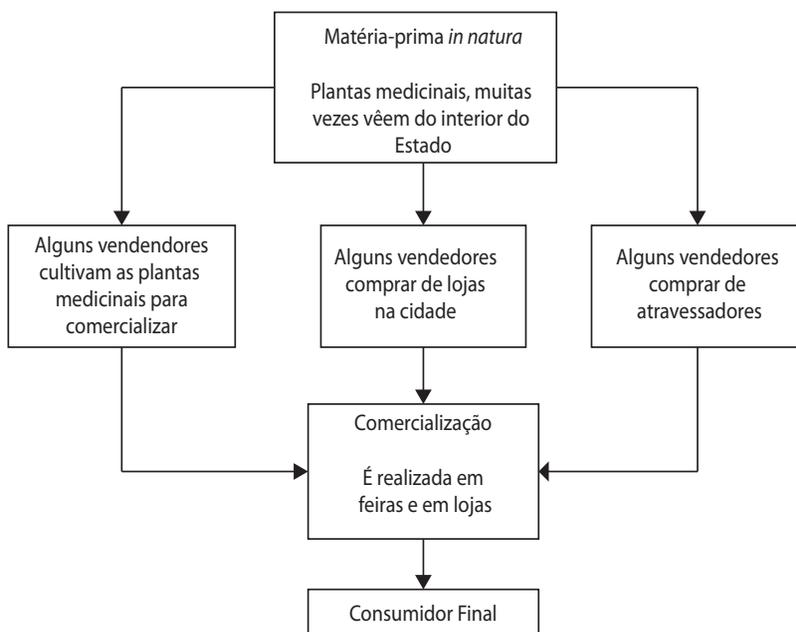 Matéria-prima in natura
Plantas medicinais, muitas
vezes vêem do interior do
Estado
Alguns vendendores
cultivam as plantas
medicinais para
comercializar
Alguns vendedores
comprar de lojas
na cidade
Alguns vendedores
comprar de
atravessadores
Comercialização
É realizada em
feiras e em lojas
Consumidor Final